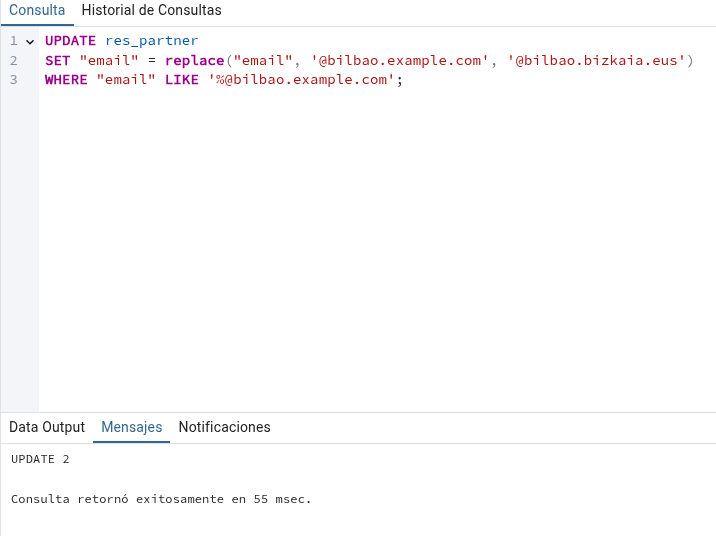 Consulta Historial de Consultas
1 UPDATE res_partner
2 SET "email" = replace("email", '@bilbao.example.com', '@bilbao.bizkaia.eus')
3 WHERE "email" LIKE '%@bilbao.example.com';
Data Output Mensajes Notificaciones
UPDATE 2
Consulta retornó exitosamente en 55 msec.